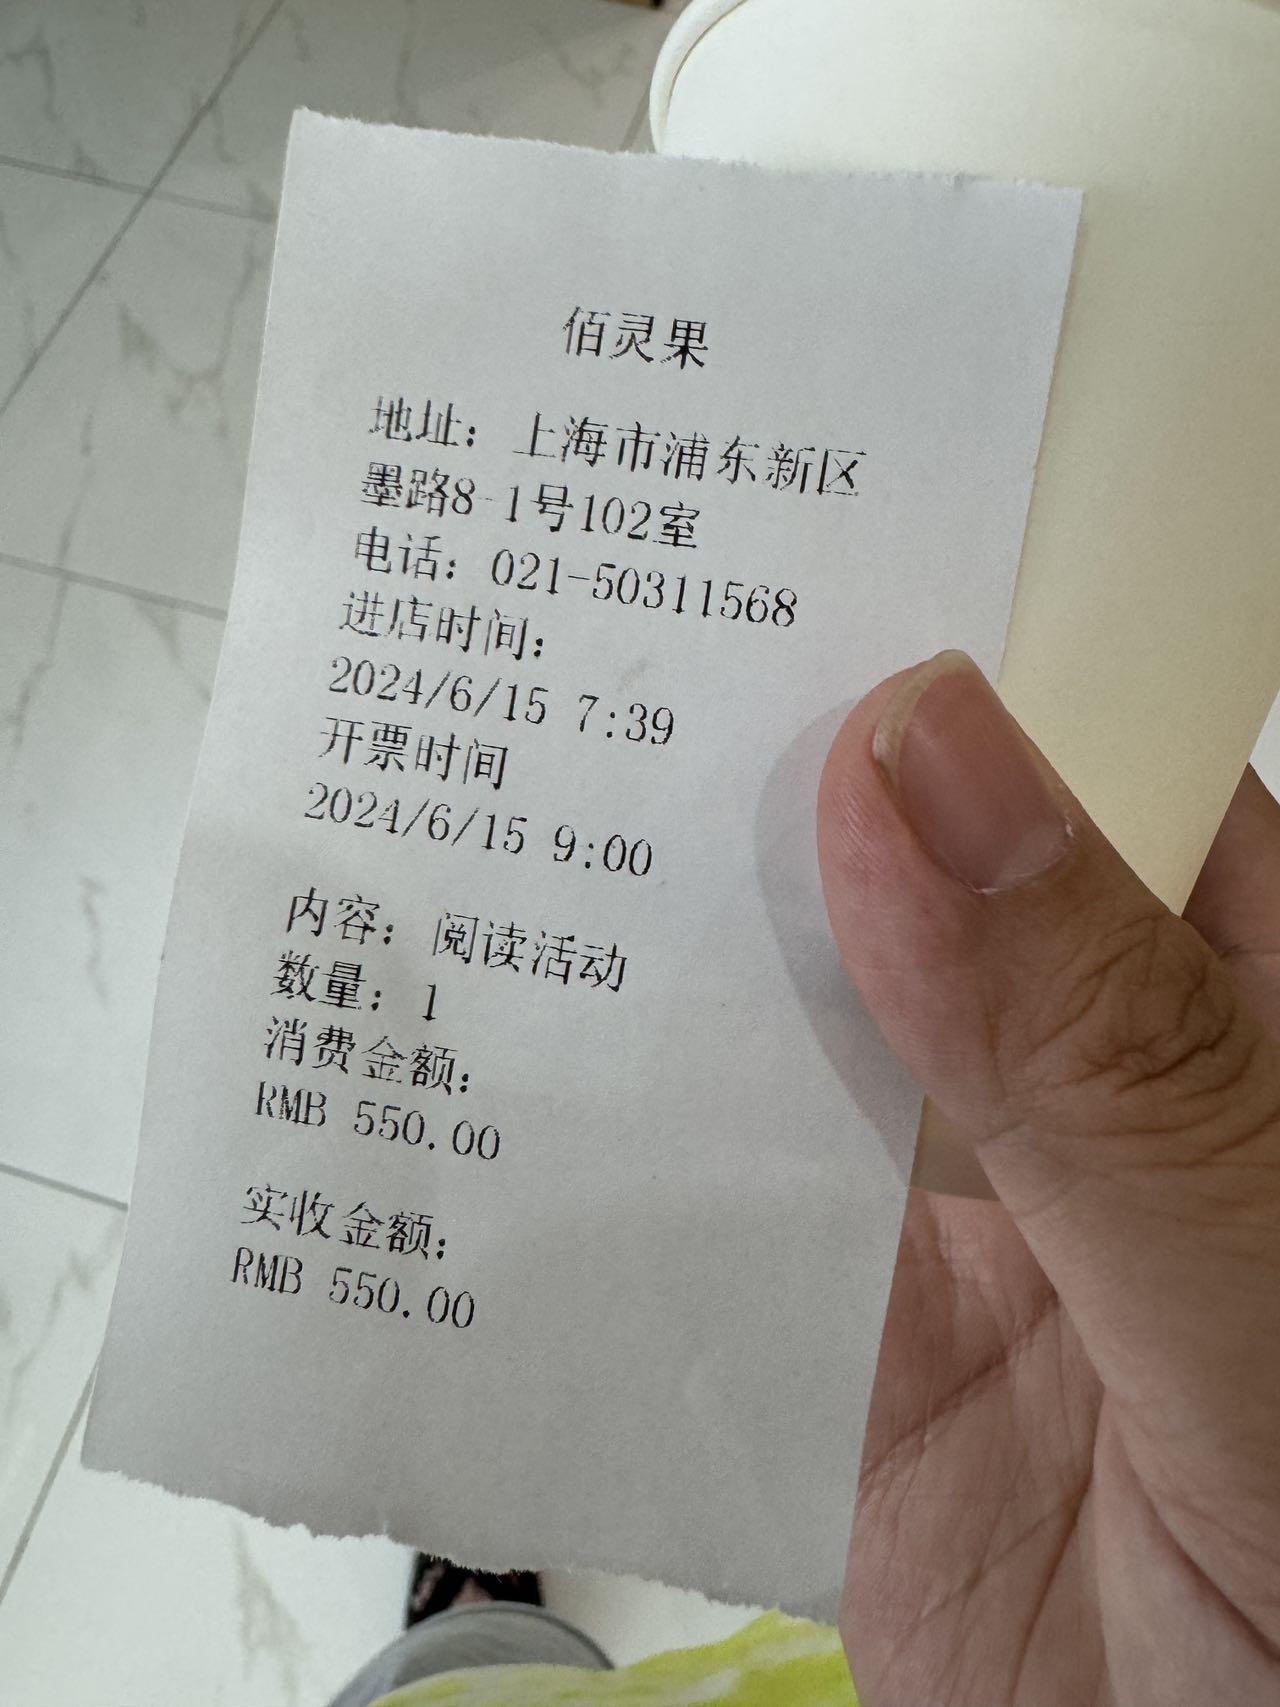 佰灵果
地址：上海市浦东新区
墨路8-1号102室
电话：021-50311568
进店时间：
2024/6/15 7:39
开票时间
2024/6/15 9:00
内容：阅读活动
数量：1
消费金额：
RMB 550.00
实收金额：
RMB 550.00